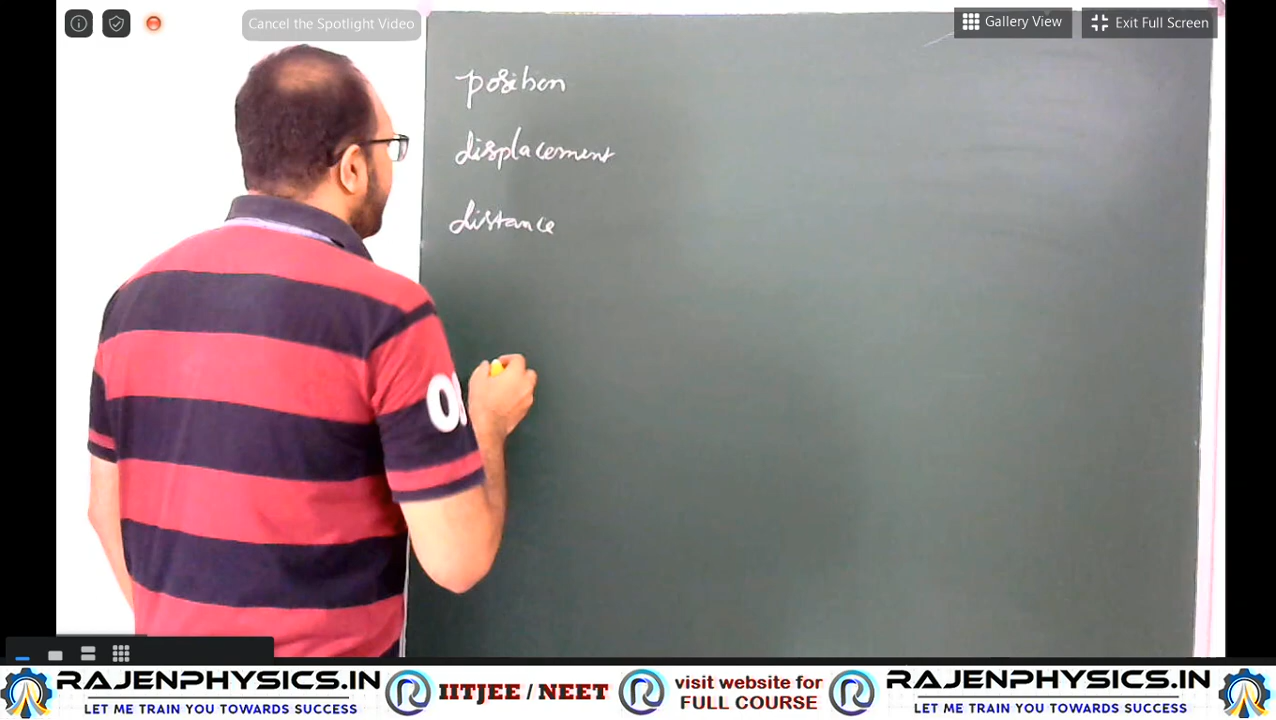 Cancel the Spotlight Video
Gallery View
Exit Full Screen
position
displacement
distance
0
RAJENPHYSICS.IN
LET ME TRAIN YOU TOWARDS SUCCESS
IITJEE / NEET
visit website for
FULL COURSE
RAJENPHYSICS.IN
LET ME TRAIN YOU TOWARDS SUCCESS